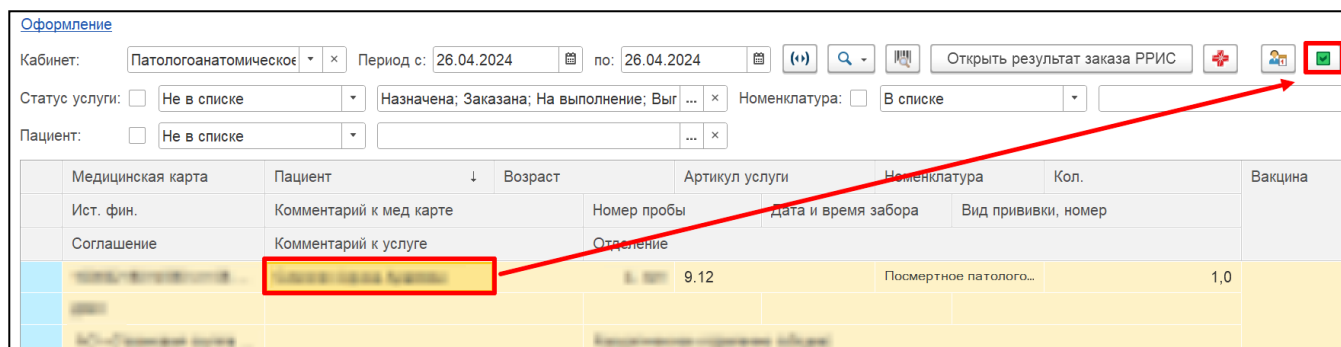 Оформление
Кабинет: Патологоанатомическое Период с: 26.04.2024 по: 26.04.2024 Открыть результат заказа РРИС
Статус услуги: Не в списке Назначена; Заказана; На выполнение; Вып ... Номенклатура: В списке
Пациент: Не в списке ...
Медицинская карта Пациент ↓ Возраст Артикул услуги Номенклатура Кол. Вакцина
Ист. фин. Комментарий к мед карте Номер пробы Дата и время забора Вид прививки, номер
Соглашение Комментарий к услуге Отделение
9.12 Посмертное патолого... 1,0